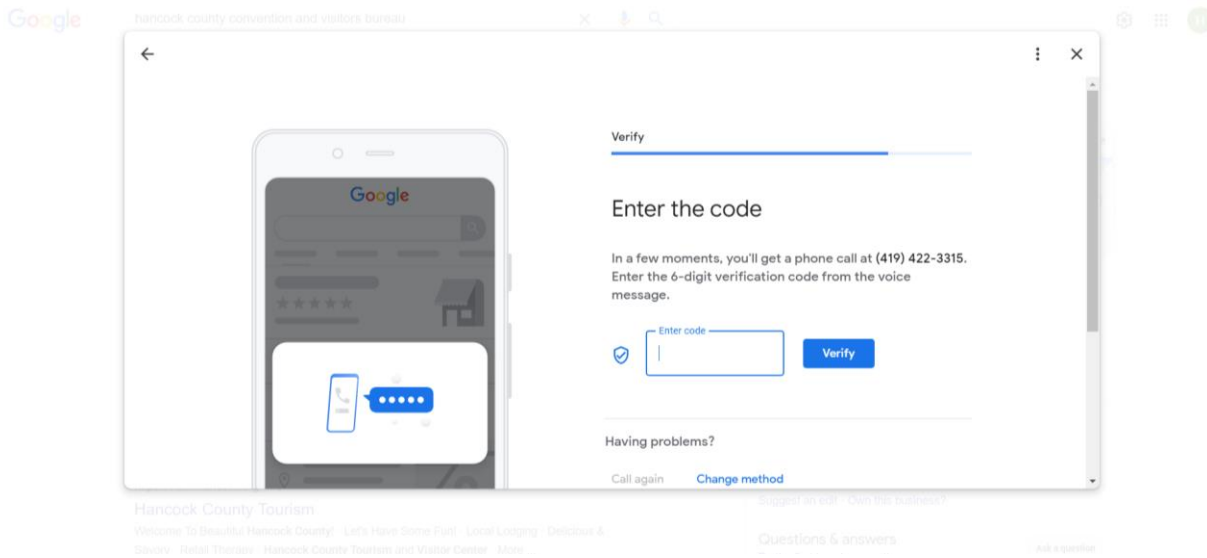 Google
hancock county convention and visitors bureau
Verify
Google
Enter the code
In a few moments, you'll get a phone call at (419) 422-3315.
Enter the 6-digit verification code from the voice
message.
Enter code
Verify
Having problems?
Call again Change method
Suggest an edit · Own this business?
Hancock County Tourism
Welcome To Beautiful Hancock County! · Let's Have Some Fun! · Local Lodging · Delicious &
Savory · Retail Therapy · Hancock County Tourism and Visitor Center · More...
Questions & answers
Ask a question